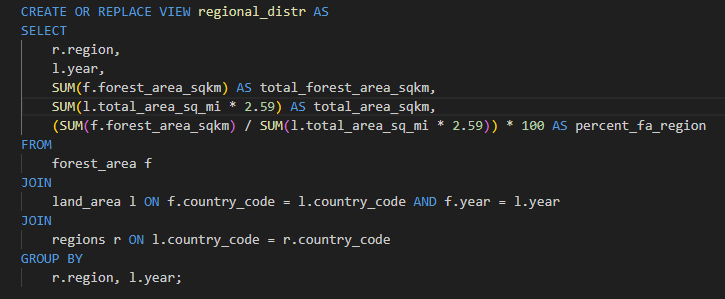 CREATE OR REPLACE VIEW regional_distr AS
SELECT
    r.region,
    l.year,
    SUM(f.forest_area_sqkm) AS total_forest_area_sqkm,
    SUM(l.total_area_sq_mi * 2.59) AS total_area_sqkm,
    (SUM(f.forest_area_sqkm) / SUM(l.total_area_sq_mi * 2.59)) * 100 AS percent_fa_region
FROM
    forest_area f
JOIN
    land_area l ON f.country_code = l.country_code AND f.year = l.year
JOIN
    regions r ON l.country_code = r.country_code
GROUP BY
    r.region, l.year;